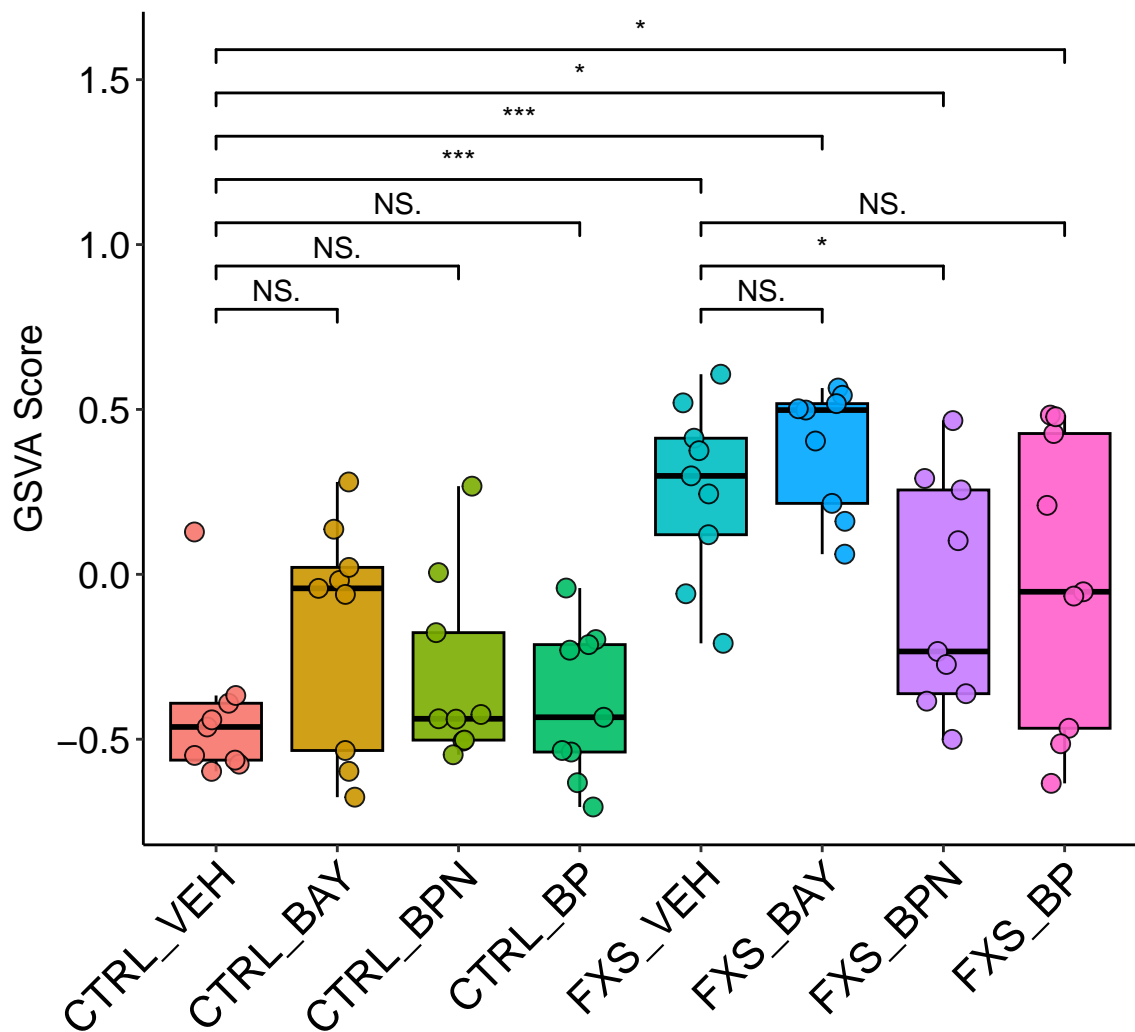 *
*
***
***
NS.
NS.
NS.
*
NS.
NS.
GSVA Score
1.5
1.0
0.5
0.0
−0.5
CTRL_VEH
CTRL_BAY
CTRL_BPN
CTRL_BP
FXS_VEH
FXS_BAY
FXS_BPN
FXS_BP